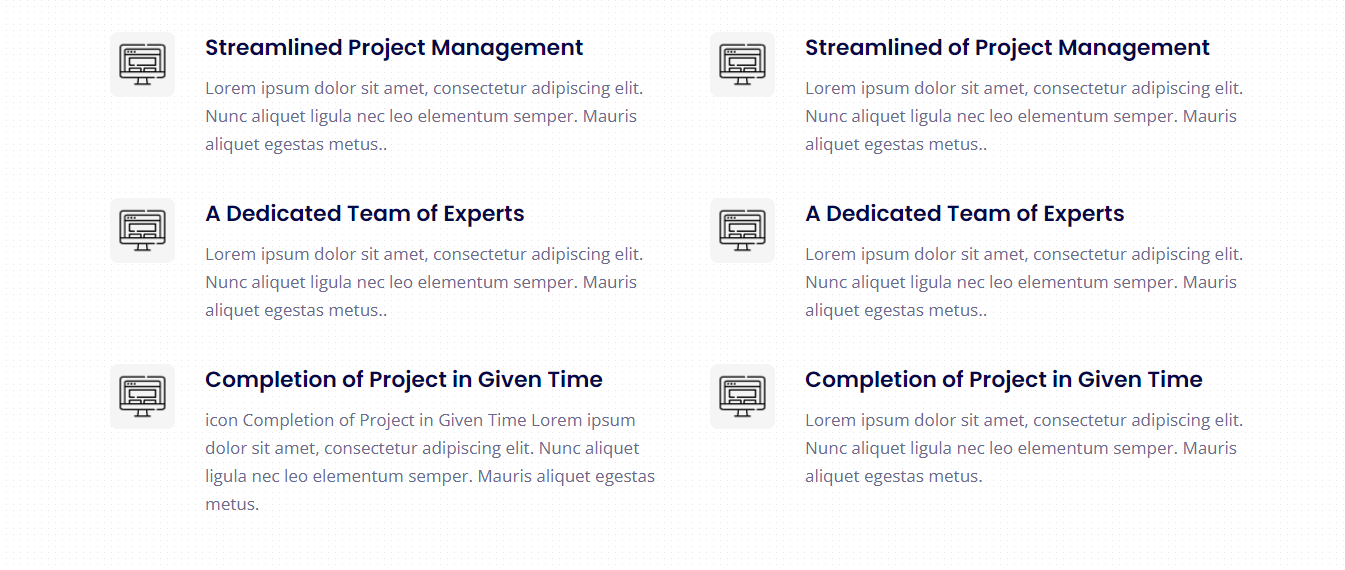 Streamlined Project Management
Lorem ipsum dolor sit amet, consectetur adipiscing elit.
Nunc aliquet ligula nec leo elementum semper. Mauris
aliquet egestas metus..
Streamlined of Project Management
Lorem ipsum dolor sit amet, consectetur adipiscing elit.
Nunc aliquet ligula nec leo elementum semper. Mauris
aliquet egestas metus..
A Dedicated Team of Experts
Lorem ipsum dolor sit amet, consectetur adipiscing elit.
Nunc aliquet ligula nec leo elementum semper. Mauris
aliquet egestas metus..
A Dedicated Team of Experts
Lorem ipsum dolor sit amet, consectetur adipiscing elit.
Nunc aliquet ligula nec leo elementum semper. Mauris
aliquet egestas metus..
Completion of Project in Given Time
icon Completion of Project in Given Time Lorem ipsum
dolor sit amet, consectetur adipiscing elit. Nunc aliquet
ligula nec leo elementum semper. Mauris aliquet egestas
metus.
Completion of Project in Given Time
Lorem ipsum dolor sit amet, consectetur adipiscing elit.
Nunc aliquet ligula nec leo elementum semper. Mauris
aliquet egestas metus.